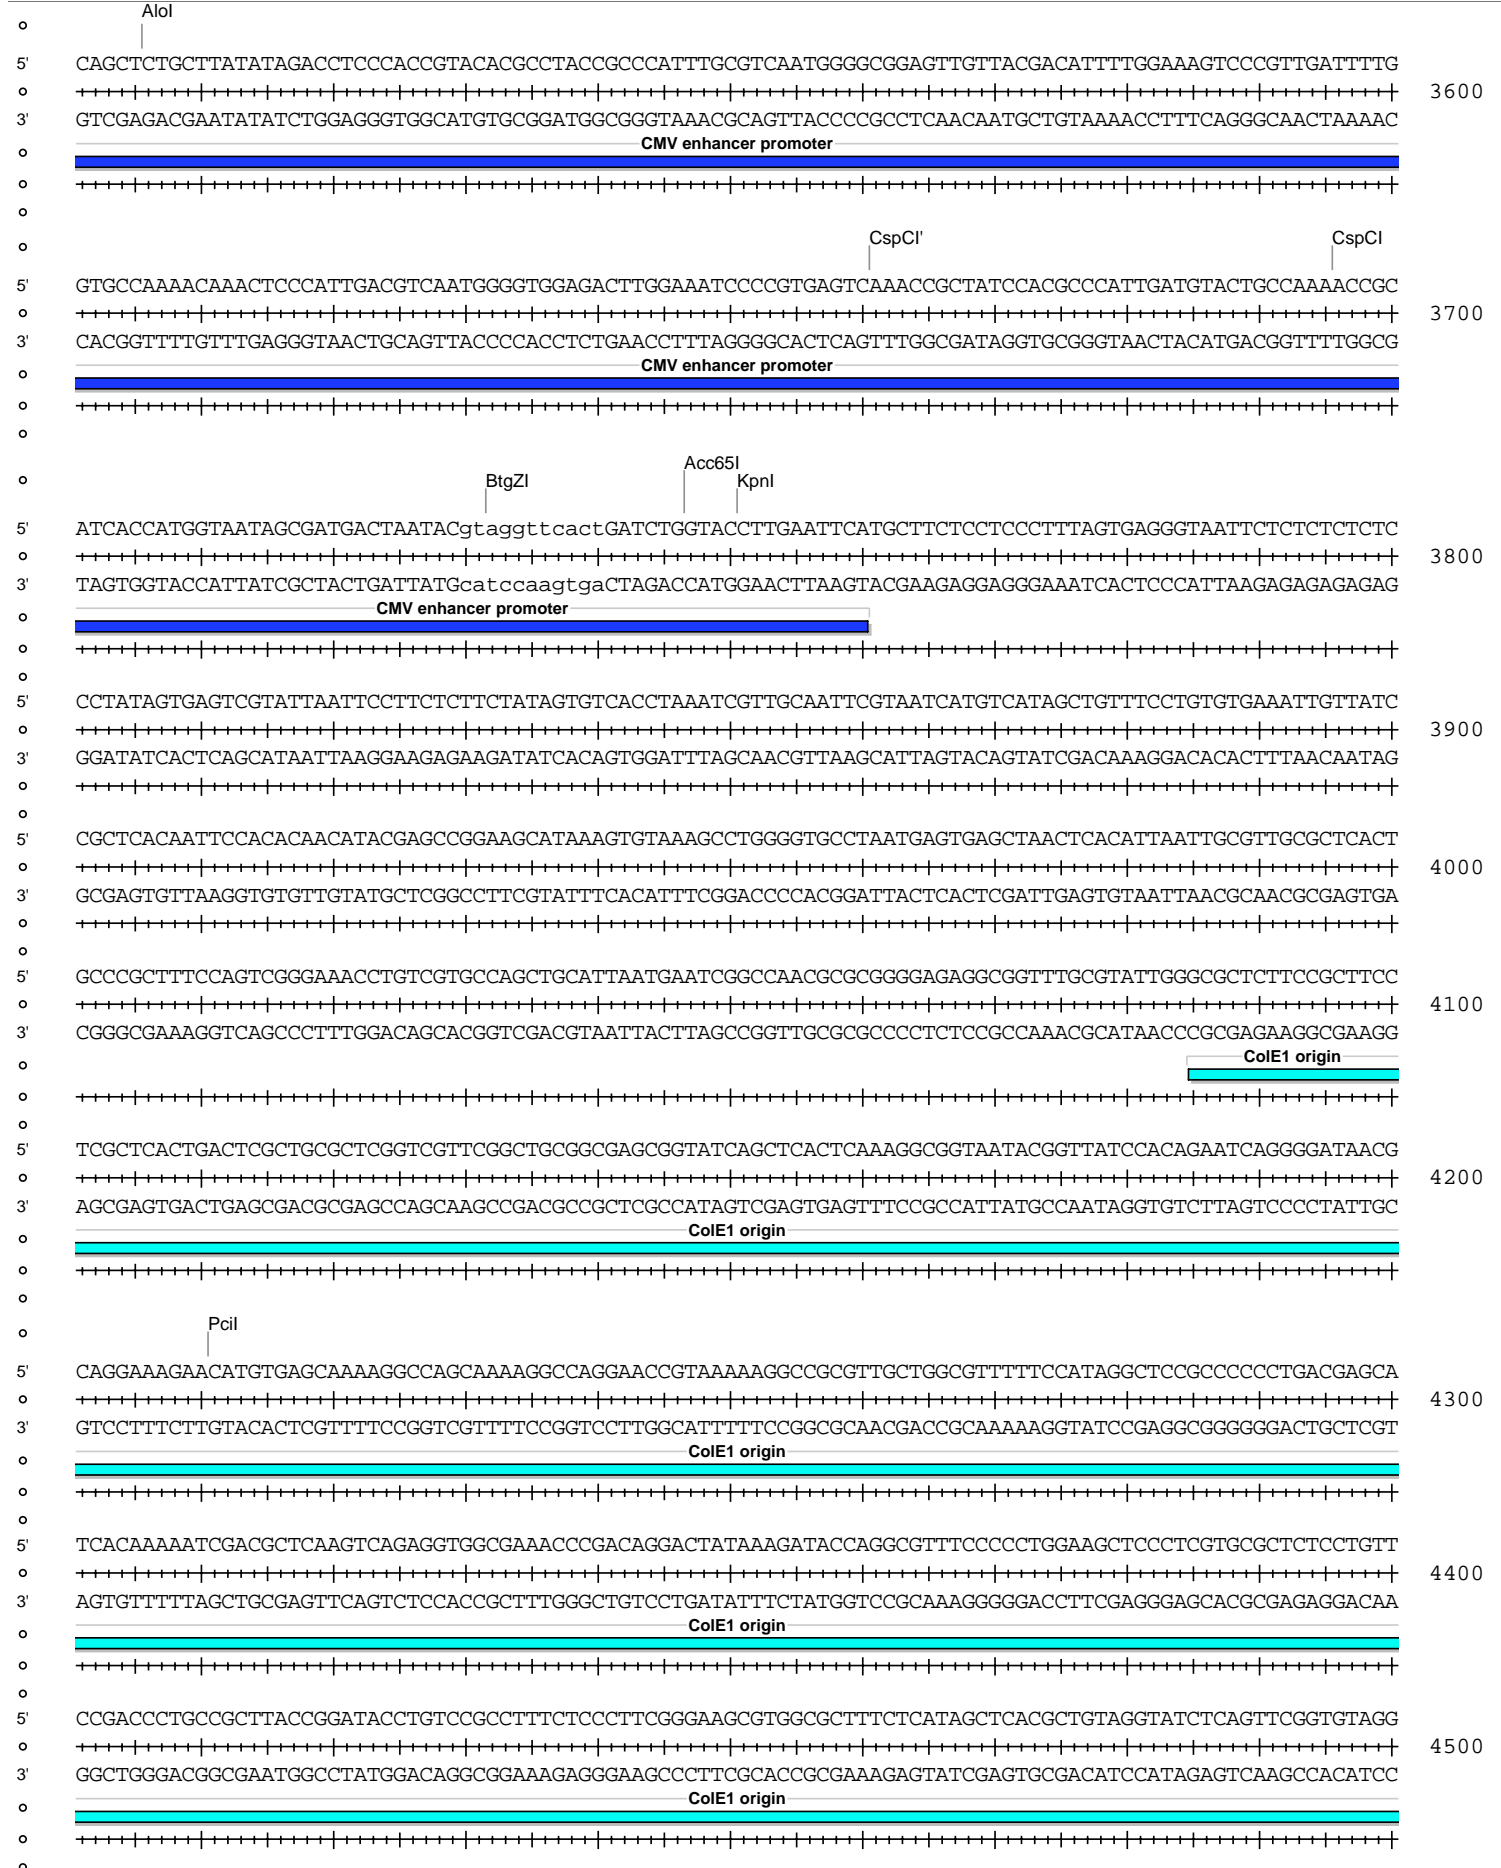 AloI
5' CAGCTCTGCTTATATAGACCTCCCACCGTACACGCCTACCGCCCATTTGCGTCAATGGGGCGGAGTTGTTACGACATTTTGGAAAGTCCCGTTGATTTTG
3600
3' GTCGAGACGAATATATCTGGAGGGTGGCATGTGCGGATGGCGGGTAAACGCAGTTACCCCGCCTCAACAATGCTGTAAAACCTTTCAGGGCAACTAAAAC
CMV enhancer promoter
CspCI' CspCI
5' GTGCCAAAACAAACTCCCATTGACGTCAATGGGGTGGAGACTTGGAAATCCCCGTGAGTCAAACCGCTATCCACGCCCATTGATGTACTGCCAAAACCGC
3700
3' CACGGTTTTGTTTGAGGGTAACTGCAGTTACCCCACCTCTGAACCTTTAGGGGCACTCAGTTTGGCGATAGGTGCGGGTAACTACATGACGGTTTTGGCG
CMV enhancer promoter
Acc65I
BtgZI KpnI
5' ATCACCATGGTAATAGCGATGACTAATACgtaggttcactGATCTGGTACCTTGAATTCATGCTTCTCCTCCCTTTAGTGAGGGTAATTCTCTCTCTCTC
3800
3' TAGTGGTACCATTATCGCTACTGATTATGcatccaagtgaCTAGACCATGGAACTTAAGTACGAAGAGGAGGGAAATCACTCCCATTAAGAGAGAGAGAG
CMV enhancer promoter
5' CCTATAGTGAGTCGTATTAATTCCTTCTCTTCTATAGTGTCACCTAAATCGTTGCAATTCGTAATCATGTCATAGCTGTTTCCTGTGTGAAATTGTTATC
3900
3' GGATATCACTCAGCATAATTAAGGAAGAGAAGATATCACAGTGGATTTAGCAACGTTAAGCATTAGTACAGTATCGACAAAGGACACACTTTAACAATAG
5' CGCTCACAATTCCACACAACATACGAGCCGGAAGCATAAAGTGTAAAGCCTGGGGTGCCTAATGAGTGAGCTAACTCACATTAATTGCGTTGCGCTCACT
4000
3' GCGAGTGTTAAGGTGTGTTGTATGCTCGGCCTTCGTATTTCACATTTCGGACCCCACGGATTACTCACTCGATTGAGTGTAATTAACGCAACGCGAGTGA
5' GCCCGCTTTCCAGTCGGGAAACCTGTCGTGCCAGCTGCATTAATGAATCGGCCAACGCGCGGGGAGAGGCGGTTTGCGTATTGGGCGCTCTTCCGCTTCC
4100
3' CGGGCGAAAGGTCAGCCCTTTGGACAGCACGGTCGACGTAATTACTTAGCCGGTTGCGCGCCCCTCTCCGCCAAACGCATAACCCGCGAGAAGGCGAAGG
ColE1 origin
5' TCGCTCACTGACTCGCTGCGCTCGGTCGTTCGGCTGCGGCGAGCGGTATCAGCTCACTCAAAGGCGGTAATACGGTTATCCACAGAATCAGGGGATAACG
4200
3' AGCGAGTGACTGAGCGACGCGAGCCAGCAAGCCGACGCCGCTCGCCATAGTCGAGTGAGTTTCCGCCATTATGCCAATAGGTGTCTTAGTCCCCTATTGC
ColE1 origin
PciI
5' CAGGAAAGAACATGTGAGCAAAAGGCCAGCAAAAGGCCAGGAACCGTAAAAAGGCCGCGTTGCTGGCGTTTTTCCATAGGCTCCGCCCCCCTGACGAGCA
4300
3' GTCCTTTCTTGTACACTCGTTTTCCGGTCGTTTTCCGGTCCTTGGCATTTTTCCGGCGCAACGACCGCAAAAAGGTATCCGAGGCGGGGGGACTGCTCGT
ColE1 origin
5' TCACAAAAATCGACGCTCAAGTCAGAGGTGGCGAAACCCGACAGGACTATAAAGATACCAGGCGTTTCCCCCTGGAAGCTCCCTCGTGCGCTCTCCTGTT
4400
3' AGTGTTTTTAGCTGCGAGTTCAGTCTCCACCGCTTTGGGCTGTCCTGATATTTCTATGGTCCGCAAAGGGGGACCTTCGAGGGAGCACGCGAGAGGACAA
ColE1 origin
5' CCGACCCTGCCGCTTACCGGATACCTGTCCGCCTTTCTCCCTTCGGGAAGCGTGGCGCTTTCTCATAGCTCACGCTGTAGGTATCTCAGTTCGGTGTAGG
4500
3' GGCTGGGACGGCGAATGGCCTATGGACAGGCGGAAAGAGGGAAGCCCTTCGCACCGCGAAAGAGTATCGAGTGCGACATCCATAGAGTCAAGCCACATCC
ColE1 origin